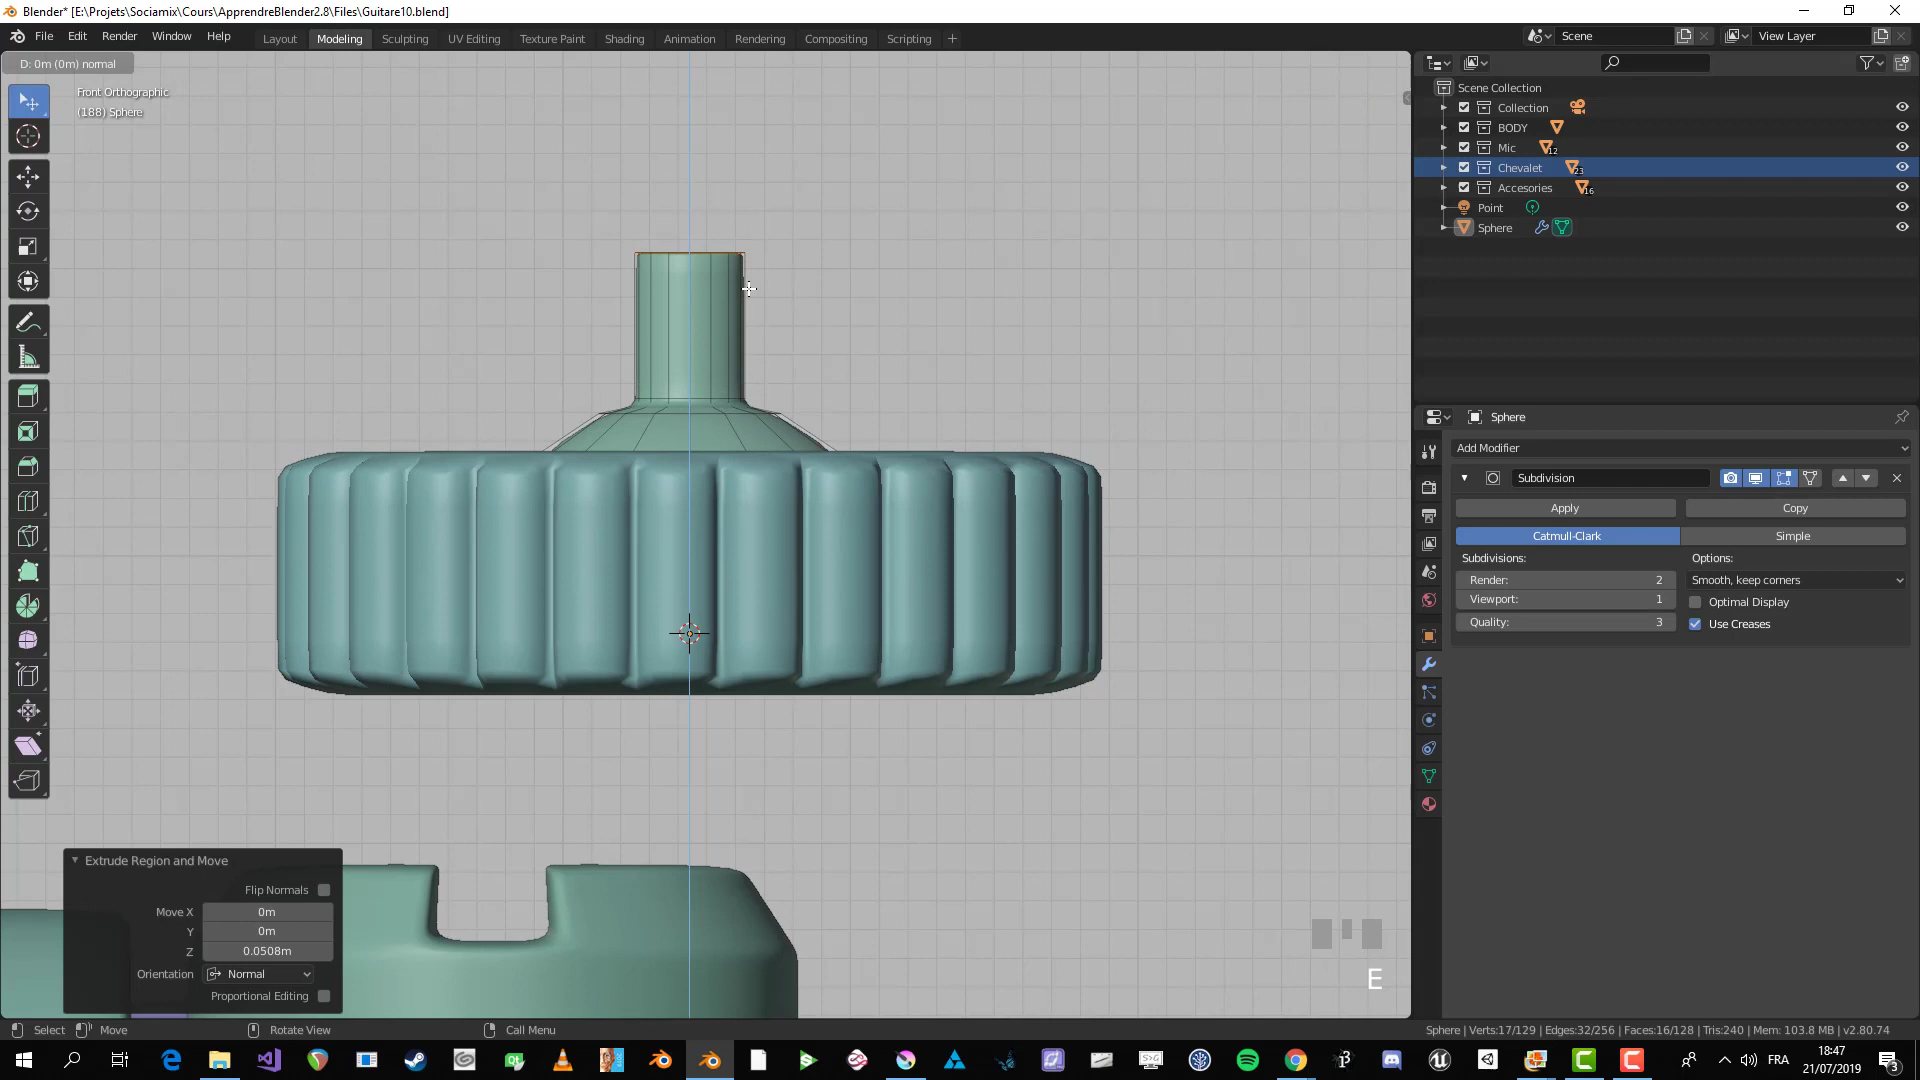 Blender* [E:\Projets\Sociamix\Cours\ApprendreBlender2.8\Files\Guitare10.blend]
File Edit Render Window Help
Layout Modeling Sculpting UV Editing Texture Paint Shading Animation Rendering Compositing Scripting
Scene
View Layer
D: 0m (0m) normal
Front Orthographic
(188) Sphere
Scene Collection
Collection
BODY
Mic 12
Chevalet 23
Accesories 16
Point
Sphere
Sphere
Add Modifier
Subdivision
Apply Copy
Catmull-Clark Simple
Subdivisions: Options:
Render: 2 Smooth, keep corners
Viewport: 1 Optimal Display
Quality: 3 Use Creases
Extrude Region and Move
Flip Normals
Move X 0m
Y 0m
Z 0.0508m
Orientation Normal
Proportional Editing
E
Select Move Rotate View Call Menu
Sphere | Verts:17/129 | Edges:32/256 | Faces:16/128 | Tris:240 | Mem: 103.8 MB | v2.80.74
FRA
18:47
21/07/2019
3